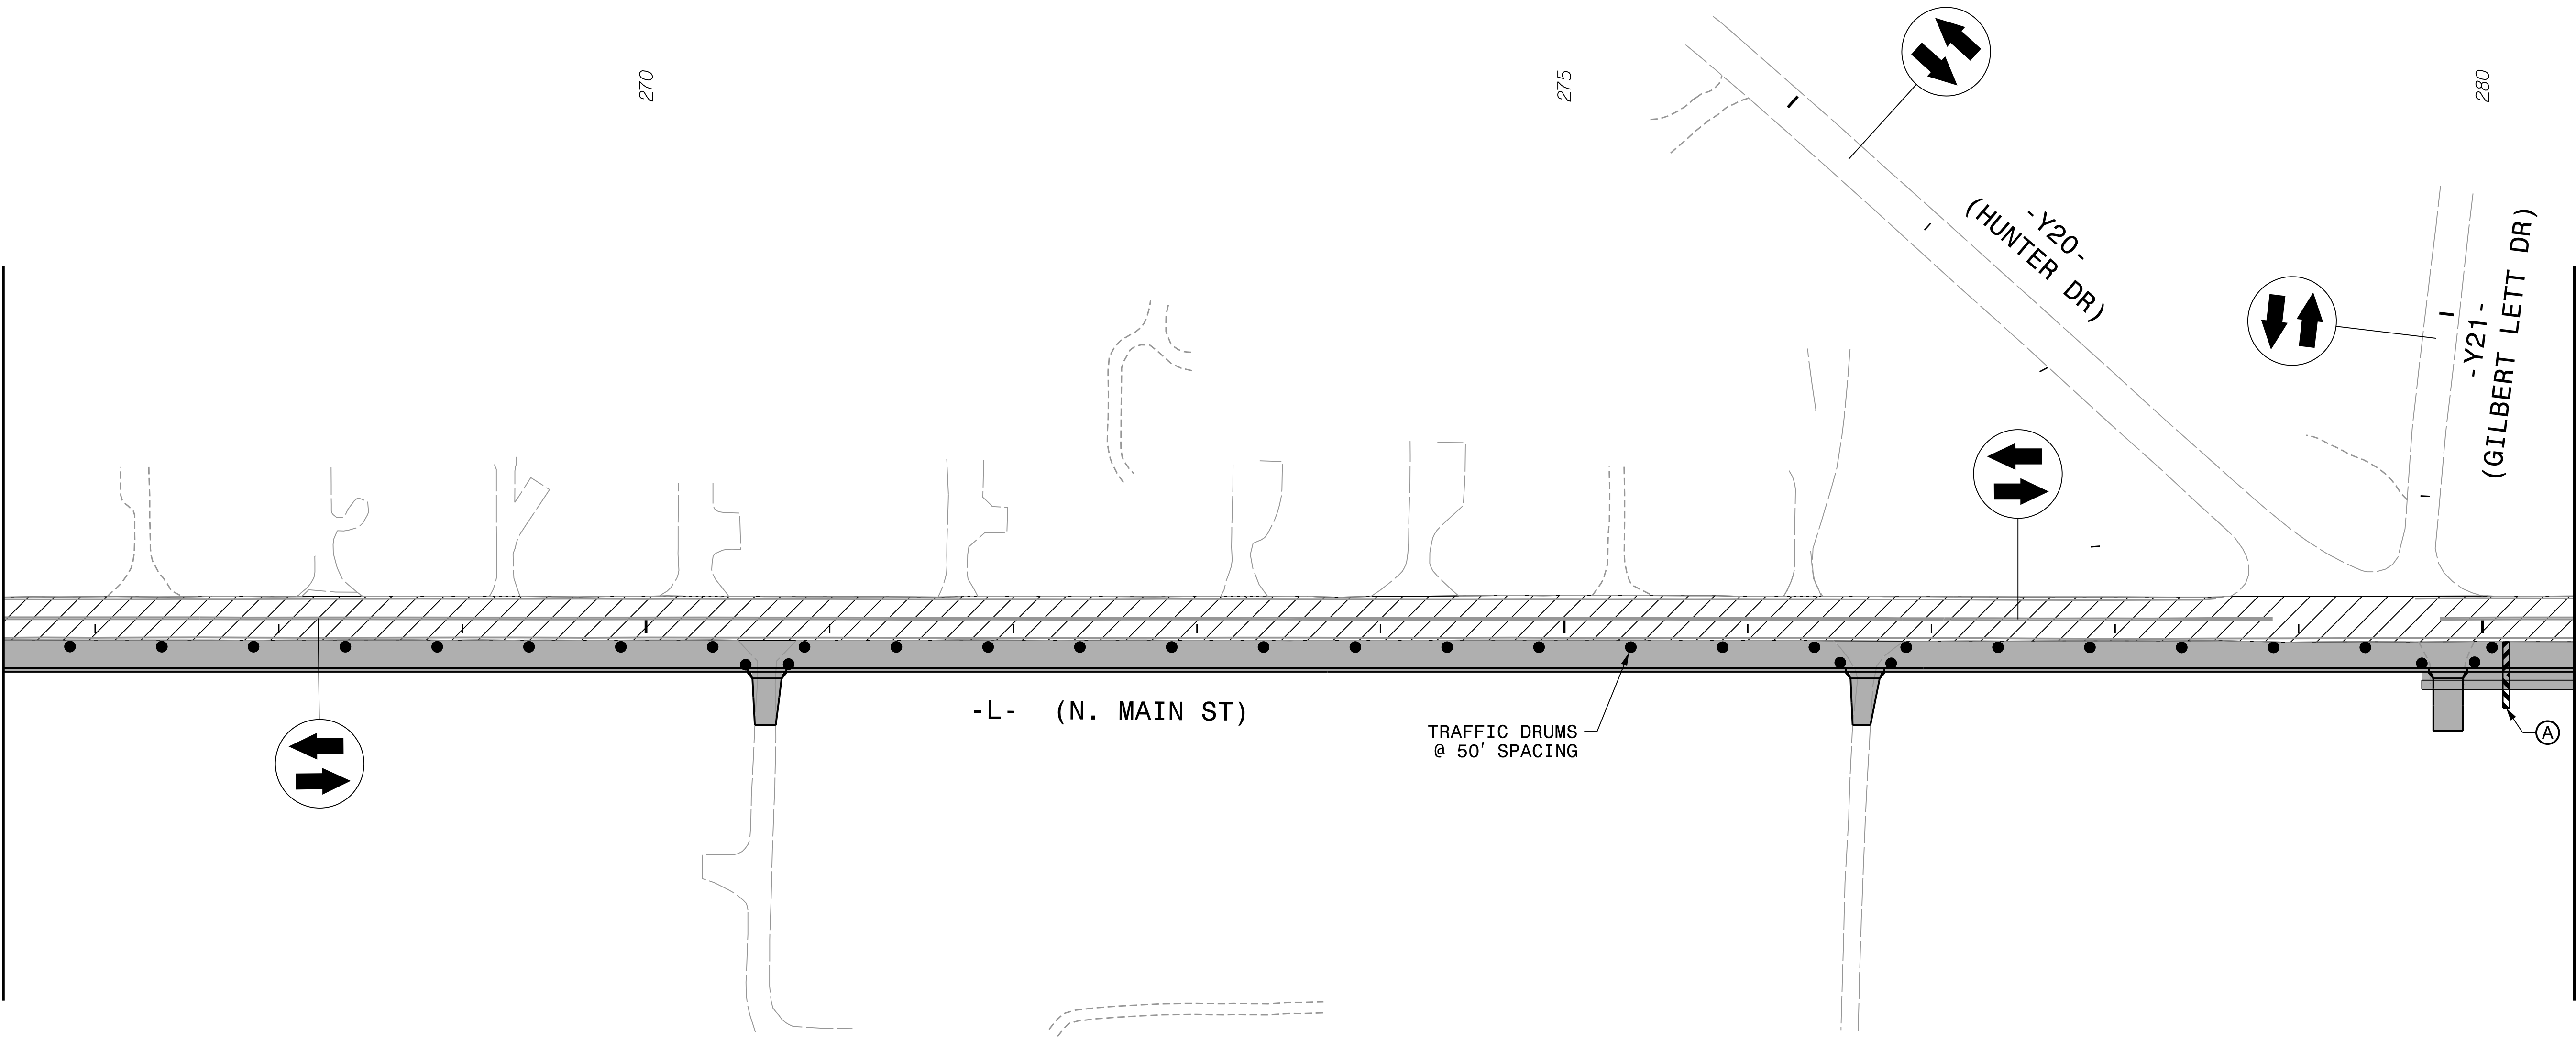 270
275
280
-Y20-
(HUNTER DR)
-Y21-
(GILBERT LETT DR)
-L- (N. MAIN ST)
TRAFFIC DRUMS
@ 50' SPACING
A